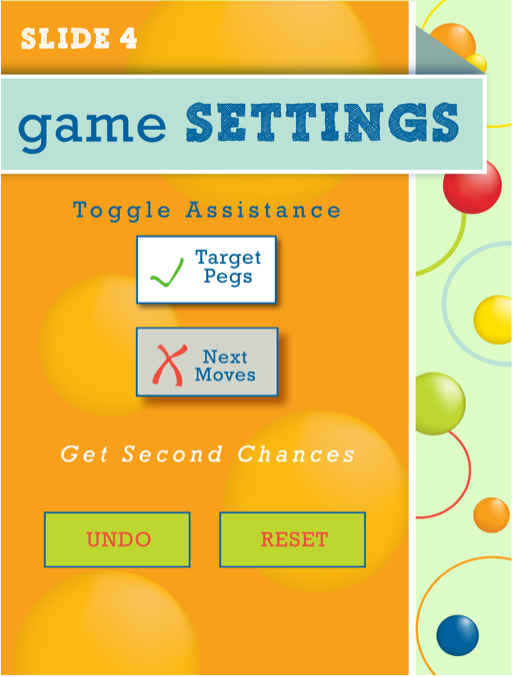 SLIDE 4
game SETTINGS
Toggle Assistance
Target
Pegs
Next
Moves
Get Second Chances
UNDO RESET